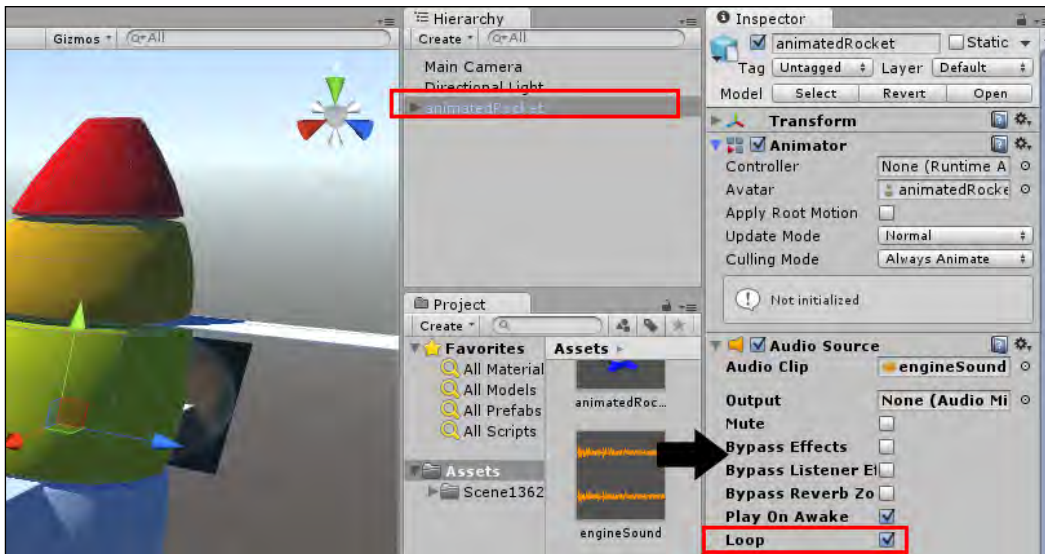 Gizmos
All
Hierarchy
Create
All
Main Camera
Directional Light
animatedRocket
Project
Create
Favorites
All Material
All Models
All Prefabs
All Scripts
Assets
Scene1362
Assets
animatedRoc...
engineSound
Inspector
animatedRocket
Static
Tag
Untagged
Layer
Default
Model
Select
Revert
Open
Transform
Animator
Controller
None (Runtime A
Avatar
animatedRocke
Apply Root Motion
Update Mode
Normal
Culling Mode
Always Animate
Not initialized
Audio Source
Audio Clip
engineSound
Output
None (Audio Mi
Mute
Bypass Effects
Bypass Listener Ef
Bypass Reverb Zo
Play On Awake
Loop